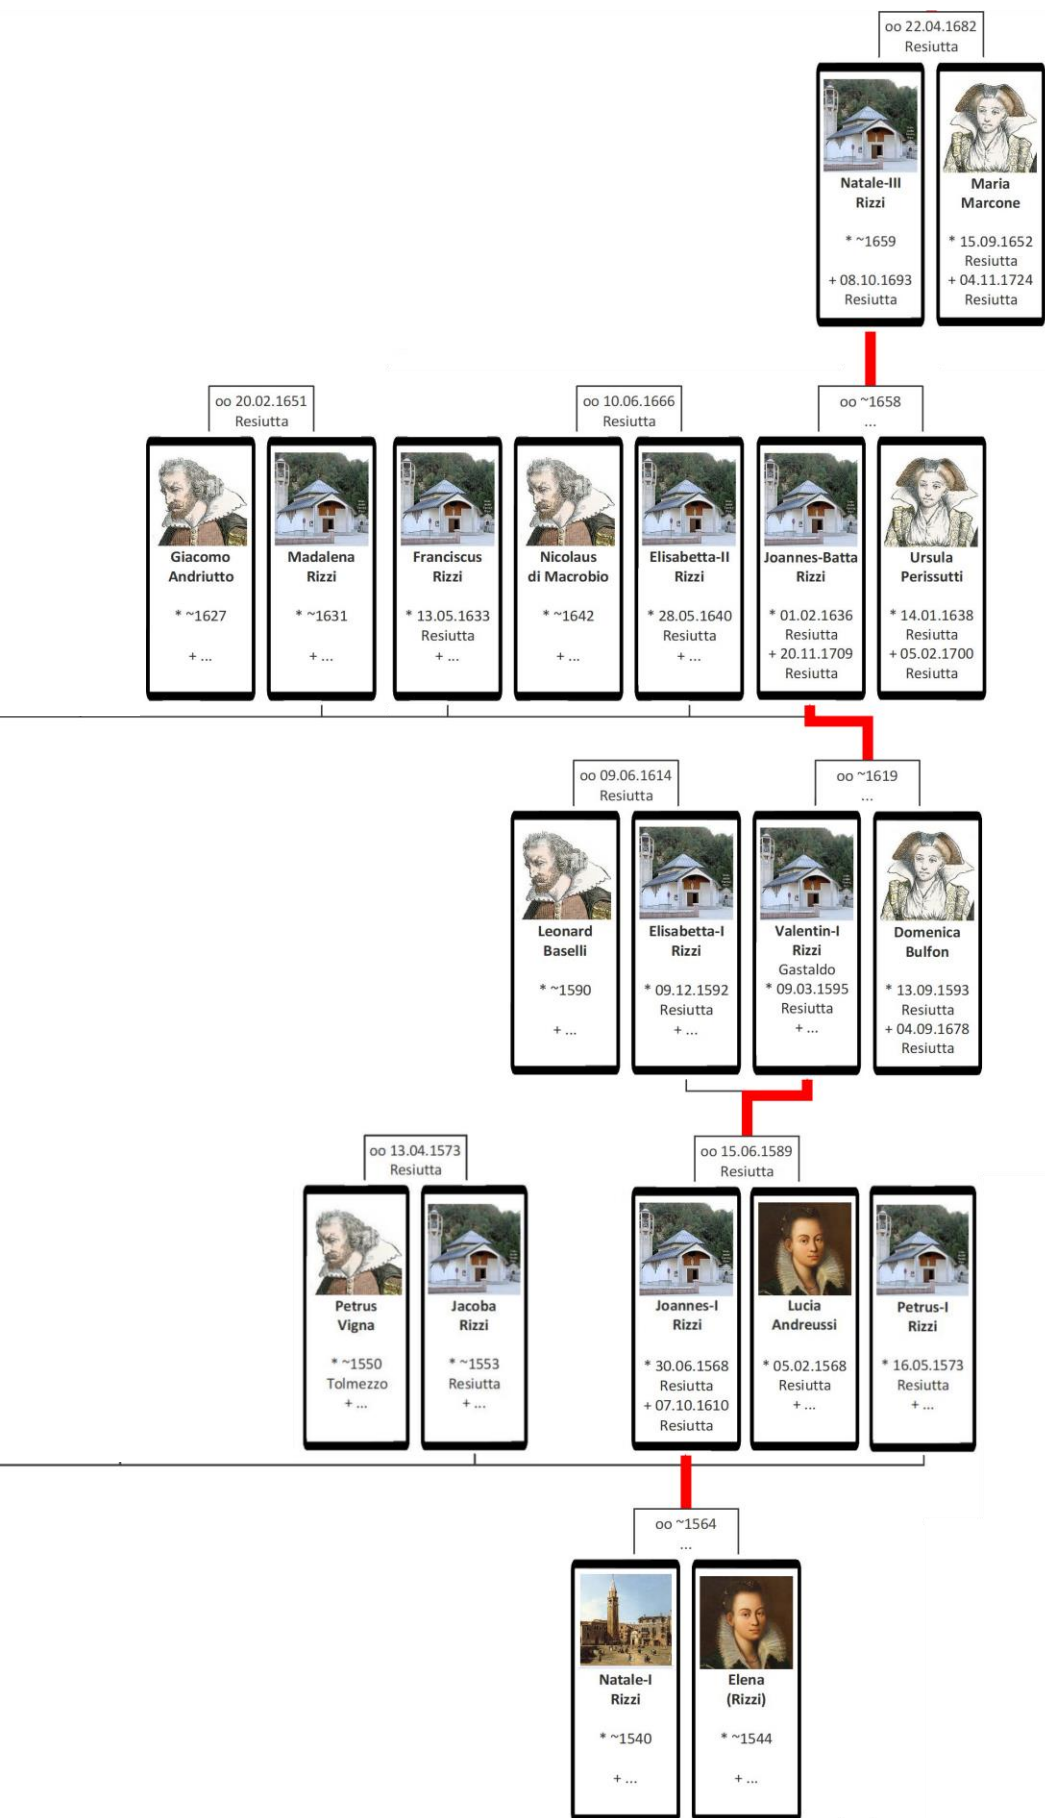 oo 22.04.1682
Resiutta
Natale-III
Rizzi
* ~1659
+ 08.10.1693
Resiutta
Maria
Marcone
* 15.09.1652
Resiutta
+ 04.11.1724
Resiutta
oo 20.02.1651
Resiutta
oo 10.06.1666
Resiutta
oo ~1658
...
Giacomo
Andriutto
* ~1627
+ ...
Madalena
Rizzi
* ~1631
+ ...
Franciscus
Rizzi
* 13.05.1633
Resiutta
+ ...
Nicolaus
di Macrobio
* ~1642
+ ...
Elisabetta-II
Rizzi
* 28.05.1640
Resiutta
+ ...
Joannes-Batta
Rizzi
* 01.02.1636
Resiutta
+ 20.11.1709
Resiutta
Ursula
Perissutti
* 14.01.1638
Resiutta
+ 05.02.1700
Resiutta
oo 09.06.1614
Resiutta
oo ~1619
...
Leonard
Baselli
* ~1590
+ ...
Elisabetta-I
Rizzi
* 09.12.1592
Resiutta
+ ...
Valentin-I
Rizzi
Gastaldo
* 09.03.1595
Resiutta
+ ...
Domenica
Bulfon
* 13.09.1593
Resiutta
+ 04.09.1678
Resiutta
oo 13.04.1573
Resiutta
oo 15.06.1589
Resiutta
Petrus
Vigna
* ~1550
Tolmezzo
+ ...
Jacoba
Rizzi
* ~1553
Resiutta
+ ...
Joannes-I
Rizzi
* 30.06.1568
Resiutta
+ 07.10.1610
Resiutta
Lucia
Andreussi
* 05.02.1568
Resiutta
+ ...
Petrus-I
Rizzi
* 16.05.1573
Resiutta
+ ...
oo ~1564
...
Natale-I
Rizzi
* ~1540
+ ...
Elena
(Rizzi)
* ~1544
+ ...